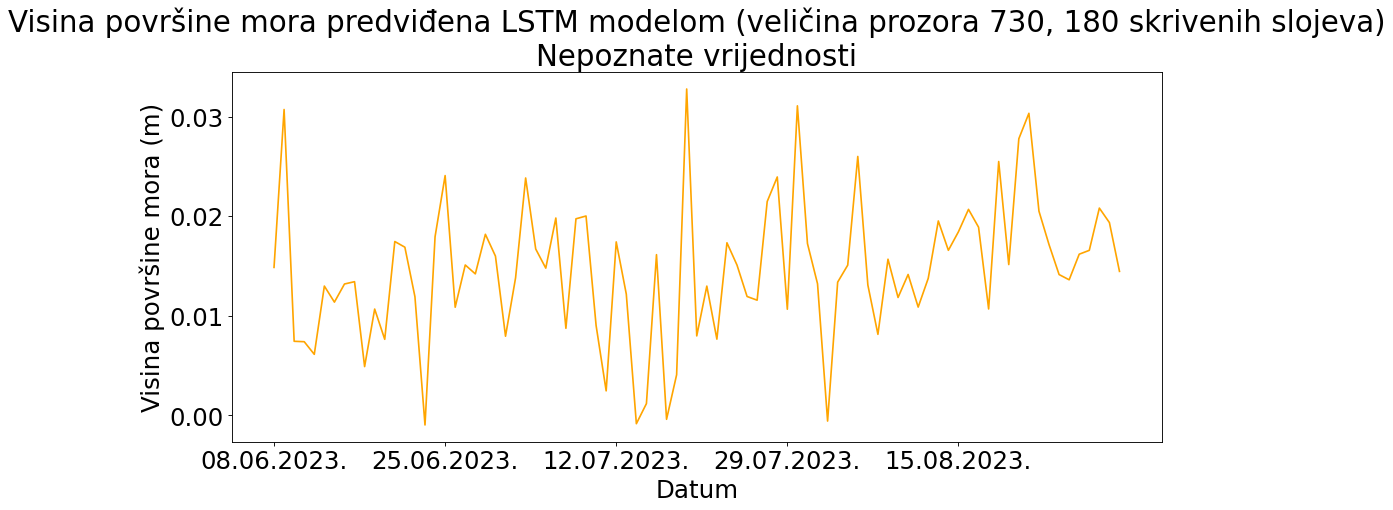 Visina površine mora predviđena LSTM modelom (veličina prozora 730, 180 skrivenih slojeva)
Nepoznate vrijednosti
Visina površine mora (m)
0.03
0.02
0.01
0.00
08.06.2023. 25.06.2023. 12.07.2023. 29.07.2023. 15.08.2023.
Datum